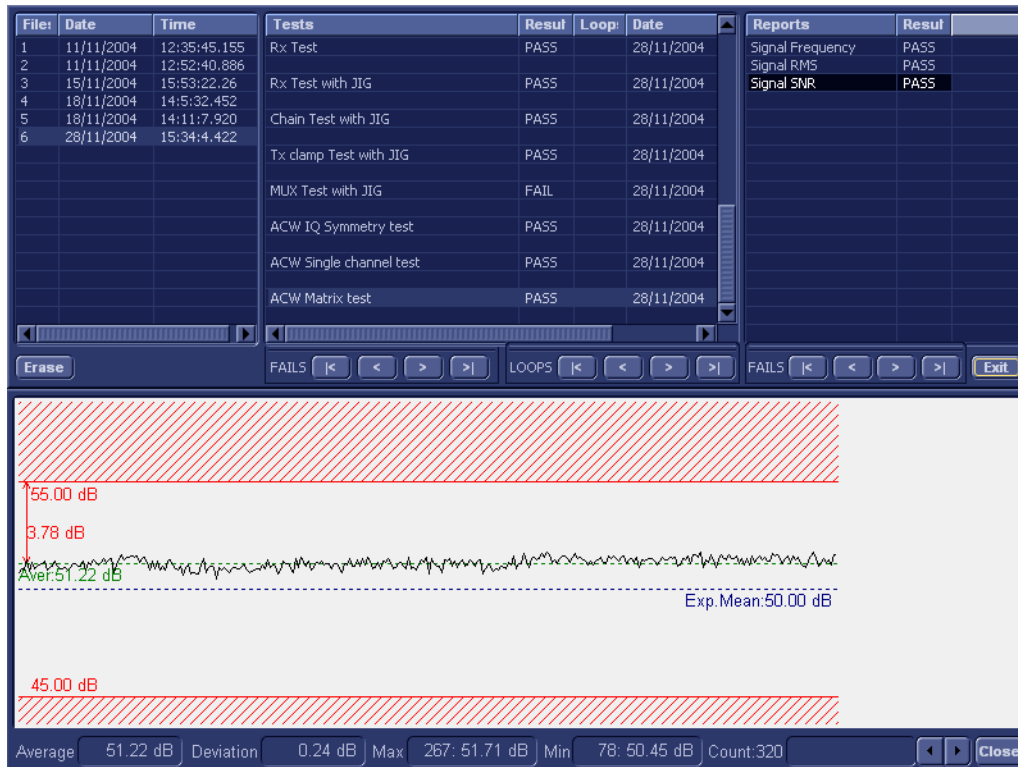 File: Date Time
1 11/11/2004 12:35:45.155
2 11/11/2004 12:52:40.886
3 15/11/2004 15:53:22.26
4 18/11/2004 14:5:32.452
5 18/11/2004 14:11:7.920
6 28/11/2004 15:34:4.422
Erase
Tests Resul Loop: Date
Rx Test PASS 28/11/2004
Rx Test with JIG PASS 28/11/2004
Chain Test with JIG PASS 28/11/2004
Tx clamp Test with JIG PASS 28/11/2004
MUX Test with JIG FAIL 28/11/2004
ACW IQ Symmetry test PASS 28/11/2004
ACW Single channel test PASS 28/11/2004
ACW Matrix test PASS 28/11/2004
FAILS |< < > >| LOOPS |< < > >|
Reports Resul
Signal Frequency PASS
Signal RMS PASS
Signal SNR PASS
FAILS |< < > >| Exit
55.00 dB
3.78 dB
Aver:51.22 dB
Exp.Mean:50.00 dB
45.00 dB
Average 51.22 dB Deviation 0.24 dB Max 267: 51.71 dB Min 78: 50.45 dB Count:320 Close